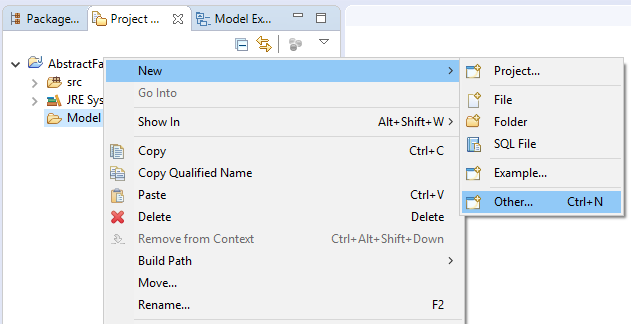 Package... Project ... Model Ex...
AbstractFa
src
JRE Sys
Model
New
Go Into
Show In Alt+Shift+W
Copy Ctrl+C
Copy Qualified Name
Paste Ctrl+V
Delete Delete
Remove from Context Ctrl+Alt+Shift+Down
Build Path
Move...
Rename... F2
Project...
File
Folder
SQL File
Example...
Other... Ctrl+N